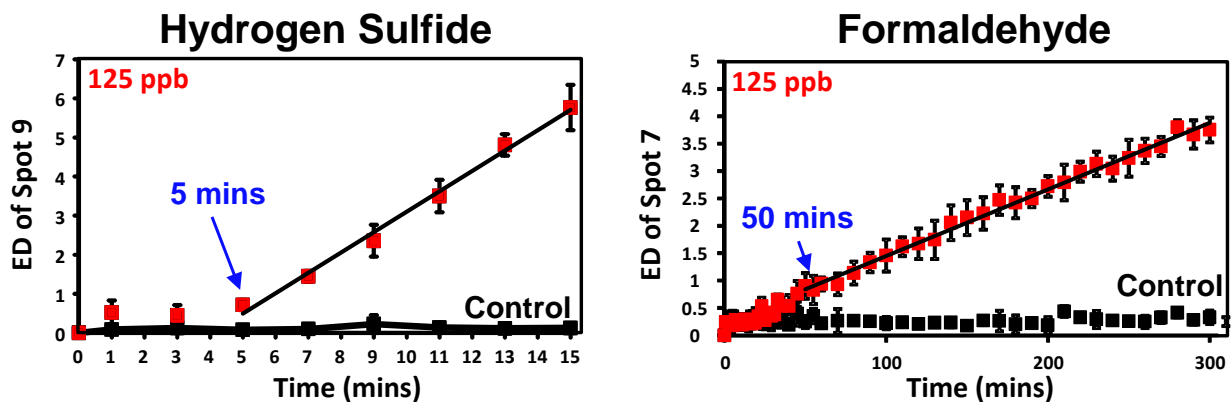 Hydrogen Sulfide
125 ppb
5 mins
Control
ED of Spot 9
7
6
5
4
3
2
1
0
0 1 2 3 4 5 6 7 8 9 10 11 12 13 14 15
Time (mins)
Formaldehyde
125 ppb
50 mins
Control
ED of Spot 7
5
4.5
4
3.5
3
2.5
2
1.5
1
0.5
0
0 100 200 300
Time (mins)